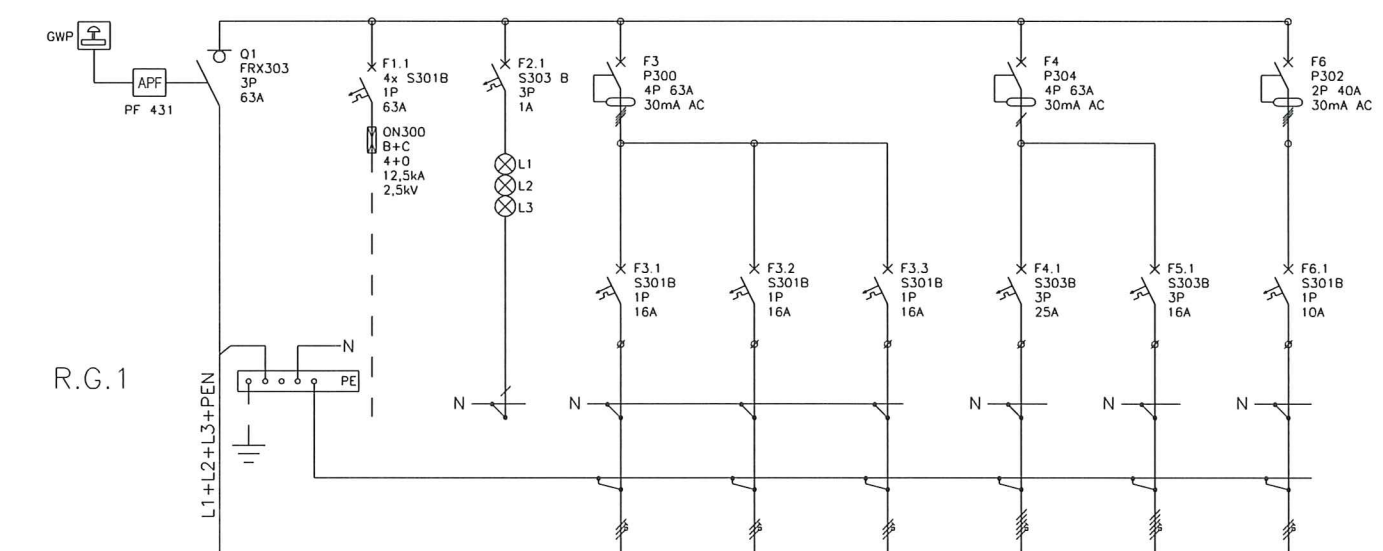 GWP
APF
PF 431
Q1
FRX303
3P
63A
F1.1
4x S301B
1P
63A
ON300
B+C
4+0
12,5kA
2,5kV
F2.1
S303 B
3P
1A
L1
L2
L3
F3
P300
4P 63A
30mA AC
F4
P304
4P 63A
30mA AC
F6
P302
2P 40A
30mA AC
F3.1
S301B
1P
16A
F3.2
S301B
1P
16A
F3.3
S301B
1P
16A
F4.1
S303B
3P
25A
F5.1
S303B
3P
16A
F6.1
S301B
1P
10A
R.G.1
L1+L2+L3+PEN
N
PE
N
N
N
N
N